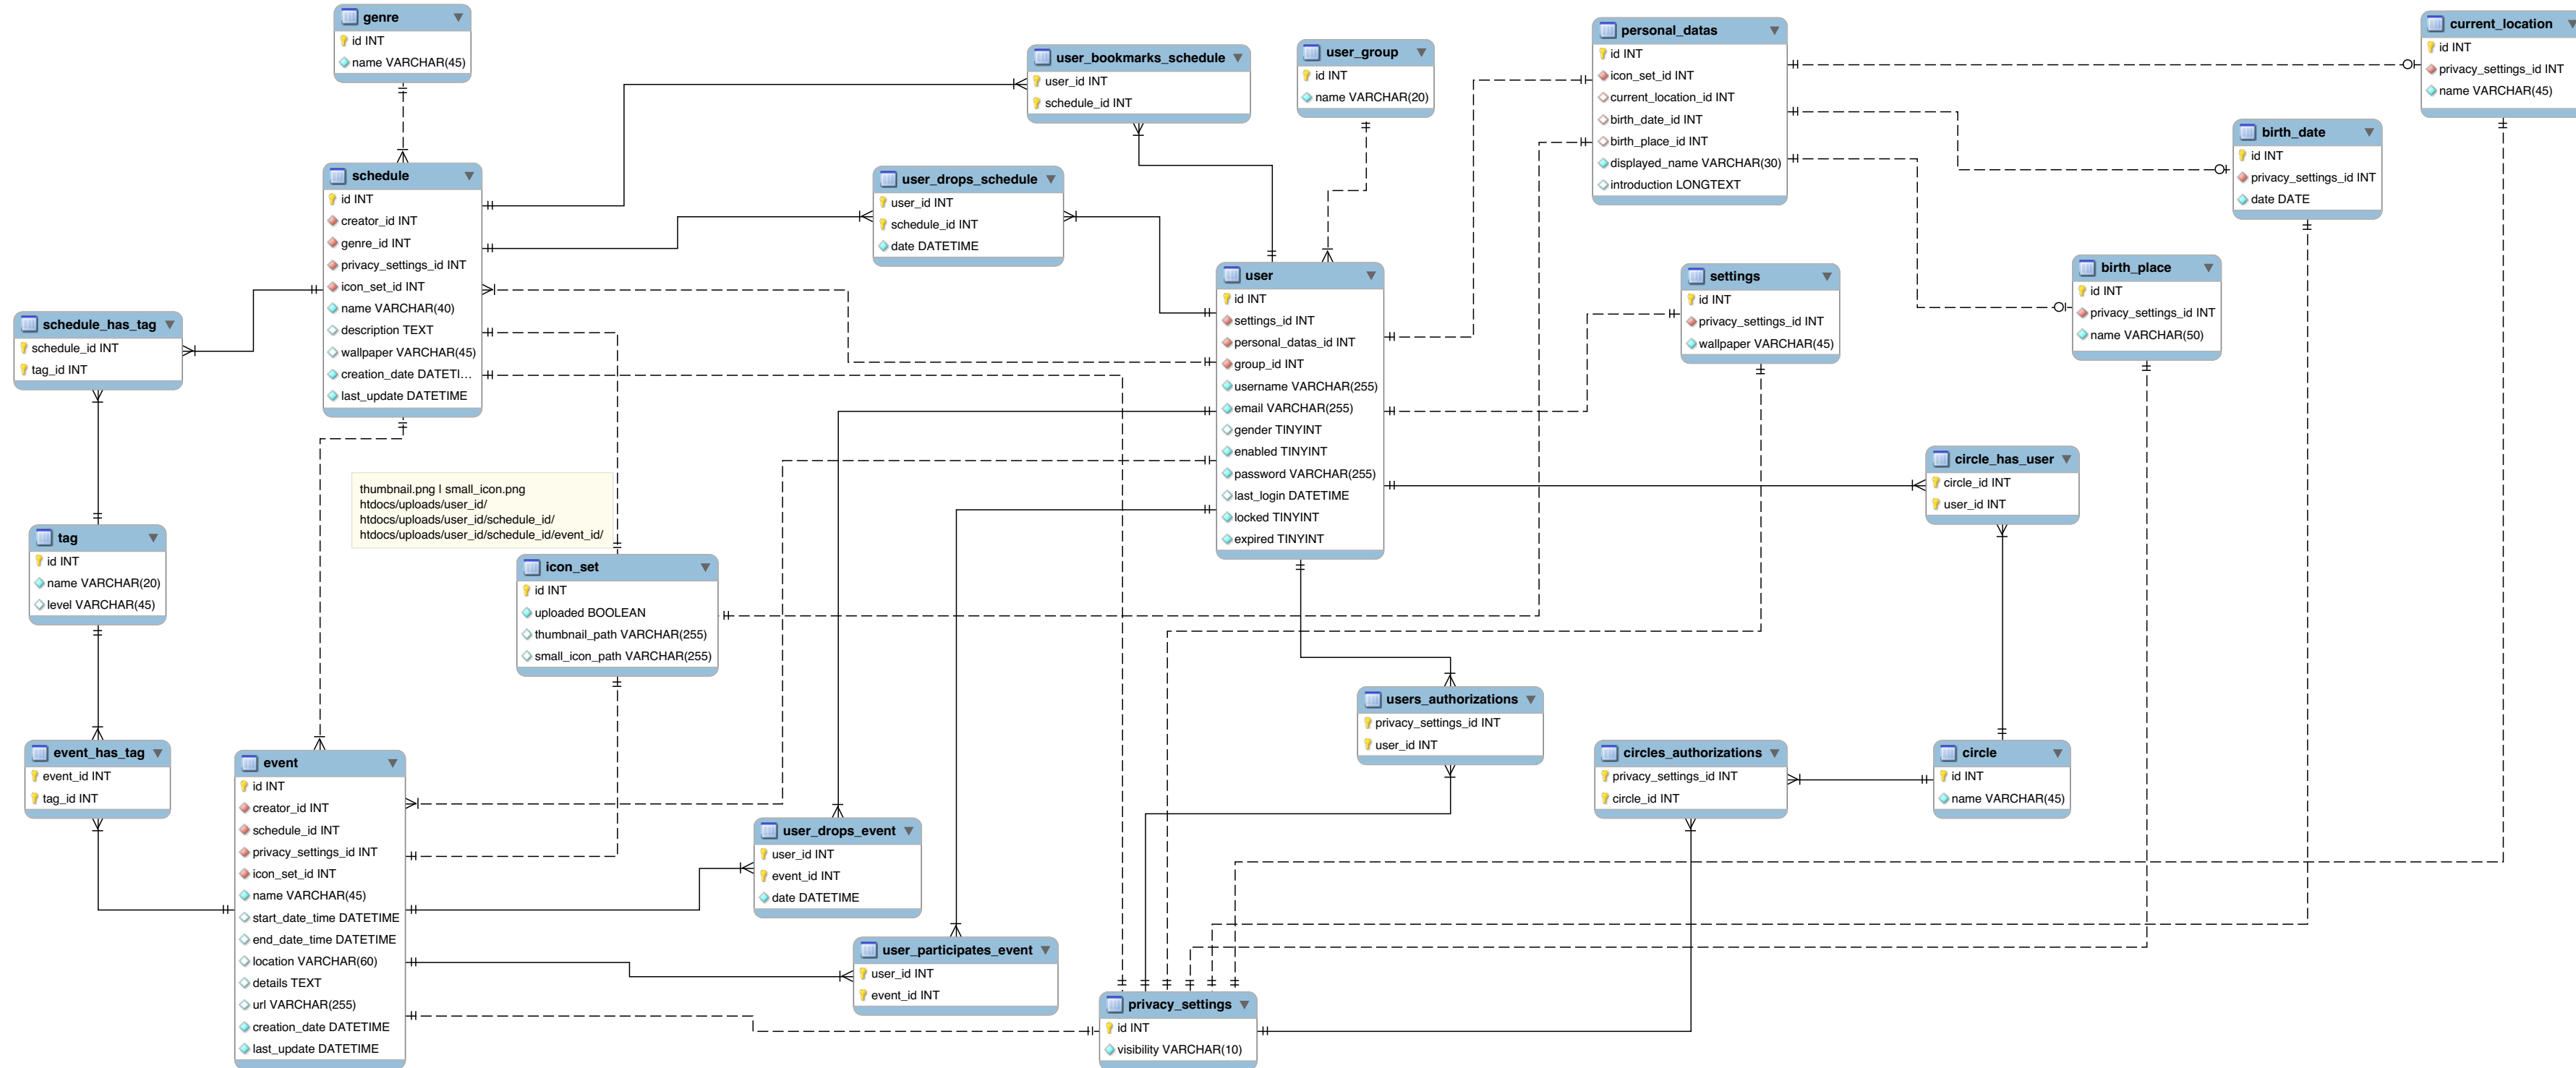 genre
id INT
name VARCHAR(45)
schedule
id INT
creator_id INT
genre_id INT
privacy_settings_id INT
icon_set_id INT
name VARCHAR(40)
description TEXT
wallpaper VARCHAR(45)
creation_date DATETI...
last_update DATETIME
schedule_has_tag
schedule_id INT
tag_id INT
tag
id INT
name VARCHAR(20)
level VARCHAR(45)
event_has_tag
event_id INT
tag_id INT
event
id INT
creator_id INT
schedule_id INT
privacy_settings_id INT
icon_set_id INT
name VARCHAR(45)
start_date_time DATETIME
end_date_time DATETIME
location VARCHAR(60)
details TEXT
url VARCHAR(255)
creation_date DATETIME
last_update DATETIME
thumbnail.png | small_icon.png
htdocs/uploads/user_id/
htdocs/uploads/user_id/schedule_id/
htdocs/uploads/user_id/schedule_id/event_id/
icon_set
id INT
uploaded BOOLEAN
thumbnail_path VARCHAR(255)
small_icon_path VARCHAR(255)
user_bookmarks_schedule
user_id INT
schedule_id INT
user_drops_schedule
user_id INT
schedule_id INT
date DATETIME
user_group
id INT
name VARCHAR(20)
user
id INT
settings_id INT
personal_datas_id INT
group_id INT
username VARCHAR(255)
email VARCHAR(255)
gender TINYINT
enabled TINYINT
password VARCHAR(255)
last_login DATETIME
locked TINYINT
expired TINYINT
user_drops_event
user_id INT
event_id INT
date DATETIME
user_participates_event
user_id INT
event_id INT
privacy_settings
id INT
visibility VARCHAR(10)
users_authorizations
privacy_settings_id INT
user_id INT
circles_authorizations
privacy_settings_id INT
circle_id INT
circle
id INT
name VARCHAR(45)
circle_has_user
circle_id INT
user_id INT
personal_datas
id INT
icon_set_id INT
current_location_id INT
birth_date_id INT
birth_place_id INT
displayed_name VARCHAR(30)
introduction LONGTEXT
settings
id INT
privacy_settings_id INT
wallpaper VARCHAR(45)
birth_place
id INT
privacy_settings_id INT
name VARCHAR(50)
birth_date
id INT
privacy_settings_id INT
date DATE
current_location
id INT
privacy_settings_id INT
name VARCHAR(45)